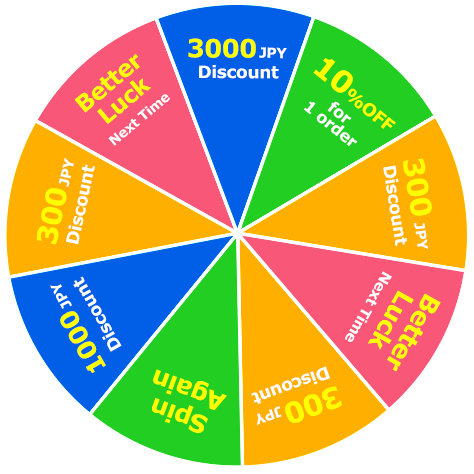 3000 JPY
Discount
10%OFF
for
1 order
300 JPY
Discount
Better
Luck
Next Time
300 JPY
Discount
Spin
Again
1000 JPY
Discount
300 JPY
Discount
Better
Luck
Next Time